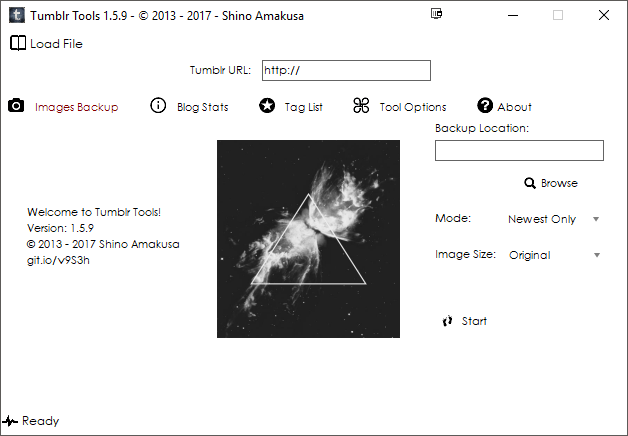 Tumblr Tools 1.5.9 - © 2013 - 2017 - Shino Amakusa
Load File
Tumblr URL: http://
Images Backup Blog Stats Tag List Tool Options About
Backup Location:
Browse
Welcome to Tumblr Tools!
Version: 1.5.9
© 2013 - 2017 Shino Amakusa
git.io/v9S3h
Mode: Newest Only
Image Size: Original
Start
Ready